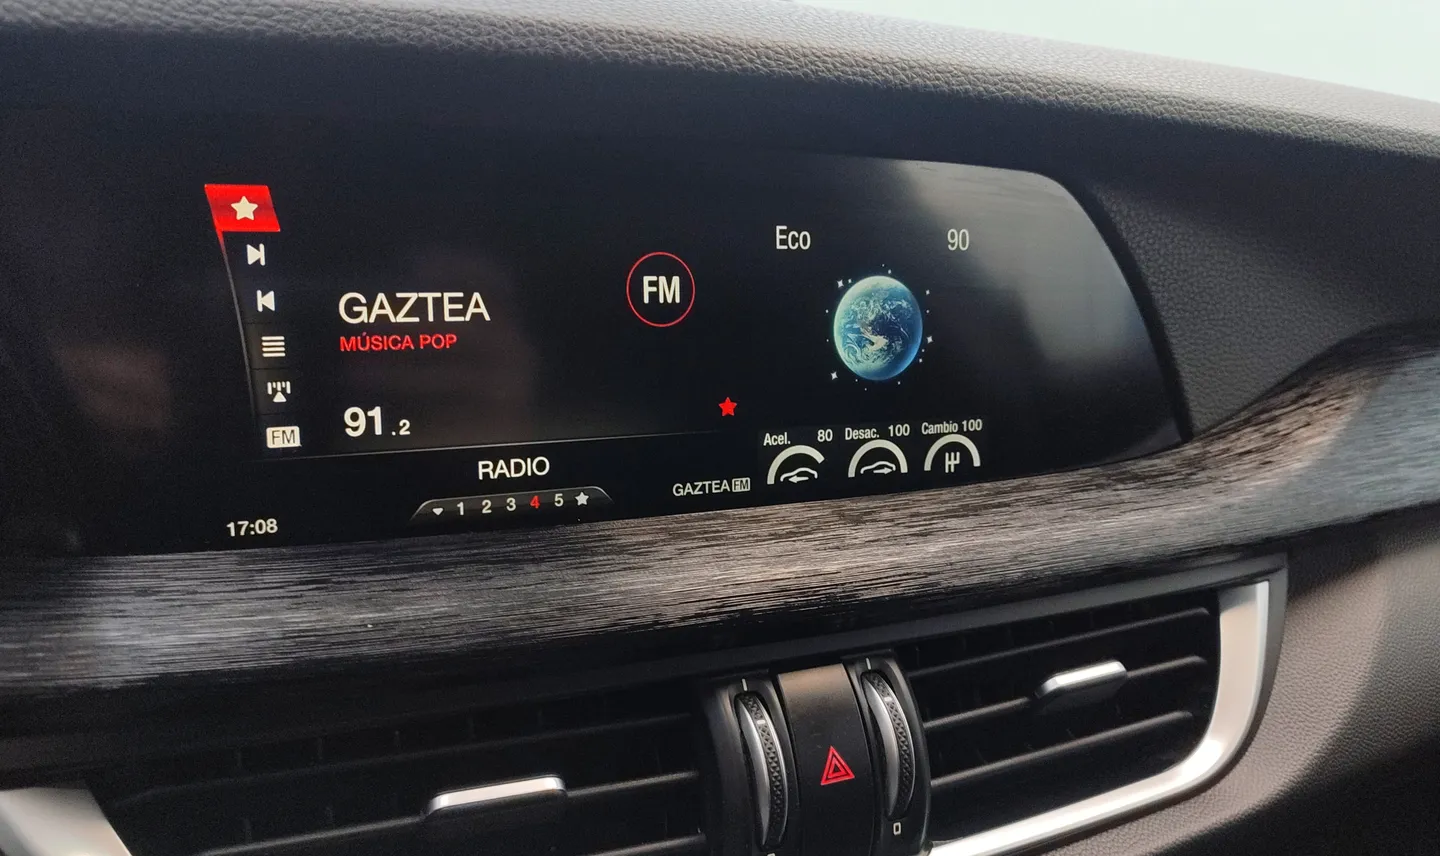 GAZTEA
MÚSICA POP
91.2
FM
FM
RADIO
1 2 3 4 5
17:08
Eco 90
Acel. 80 Desac. 100 Cambio 100
GAZTEA FM